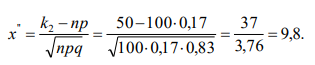 x" = (k₂ − np)/√(npq) = (50−100·0,17)/√(100·0,17·0,83) = 37/3,76 = 9,8.